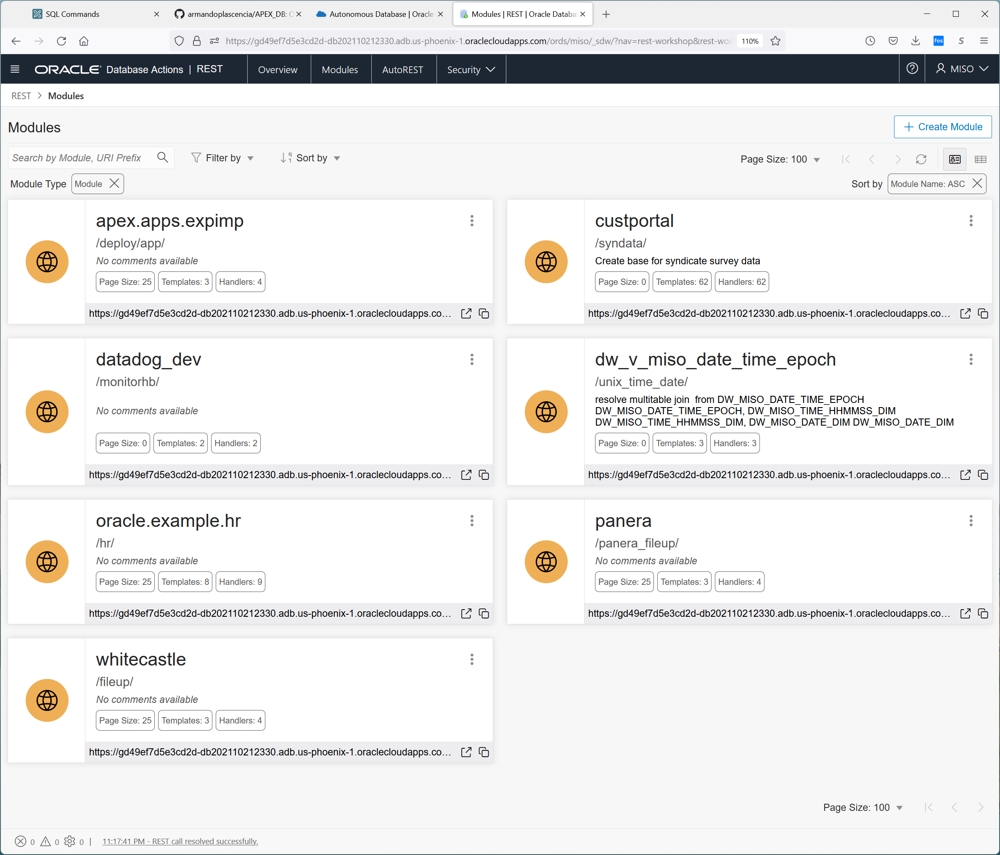 SQL Commands
armandoplascencia/APEX_DB: O
Autonomous Database | Oracle
Modules | REST | Oracle Databa
https://gd49ef7d5e3cd2d-db202110212330.adb.us-phoenix-1.oraclecloudapps.com/ords/miso/_sdw/?nav=rest-workshop&rest-wor
110%
fos
S
ORACLE Database Actions | REST
Overview
Modules
AutoREST
Security
MISO
REST > Modules
Modules
+ Create Module
Search by Module, URI Prefix
Filter by
Sort by
Page Size: 100
Module Type
Module
Sort by
Module Name: ASC
apex.apps.expimp
/deploy/app/
No comments available
Page Size: 25
Templates: 3
Handlers: 4
https://gd49ef7d5e3cd2d-db202110212330.adb.us-phoenix-1.oraclecloudapps.co...
custportal
/syndata/
Create base for syndicate survey data
Page Size: 0
Templates: 62
Handlers: 62
https://gd49ef7d5e3cd2d-db202110212330.adb.us-phoenix-1.oraclecloudapps.co...
datadog_dev
/monitorhb/
No comments available
Page Size: 0
Templates: 2
Handlers: 2
https://gd49ef7d5e3cd2d-db202110212330.adb.us-phoenix-1.oraclecloudapps.co...
dw_v_miso_date_time_epoch
/unix_time_date/
resolve multitable join from DW_MISO_DATE_TIME_EPOCH
DW_MISO_DATE_TIME_EPOCH, DW_MISO_TIME_HHMMSS_DIM
DW_MISO_TIME_HHMMSS_DIM, DW_MISO_DATE_DIM DW_MISO_DATE_DIM
Page Size: 0
Templates: 3
Handlers: 3
https://gd49ef7d5e3cd2d-db202110212330.adb.us-phoenix-1.oraclecloudapps.co...
oracle.example.hr
/hr/
No comments available
Page Size: 25
Templates: 8
Handlers: 9
https://gd49ef7d5e3cd2d-db202110212330.adb.us-phoenix-1.oraclecloudapps.co...
panera
/panera_fileup/
No comments available
Page Size: 25
Templates: 3
Handlers: 4
https://gd49ef7d5e3cd2d-db202110212330.adb.us-phoenix-1.oraclecloudapps.co...
whitecastle
/fileup/
No comments available
Page Size: 25
Templates: 3
Handlers: 4
https://gd49ef7d5e3cd2d-db202110212330.adb.us-phoenix-1.oraclecloudapps.co...
Page Size: 100
0 0 0 | 11:17:41 PM - REST call resolved successfully.